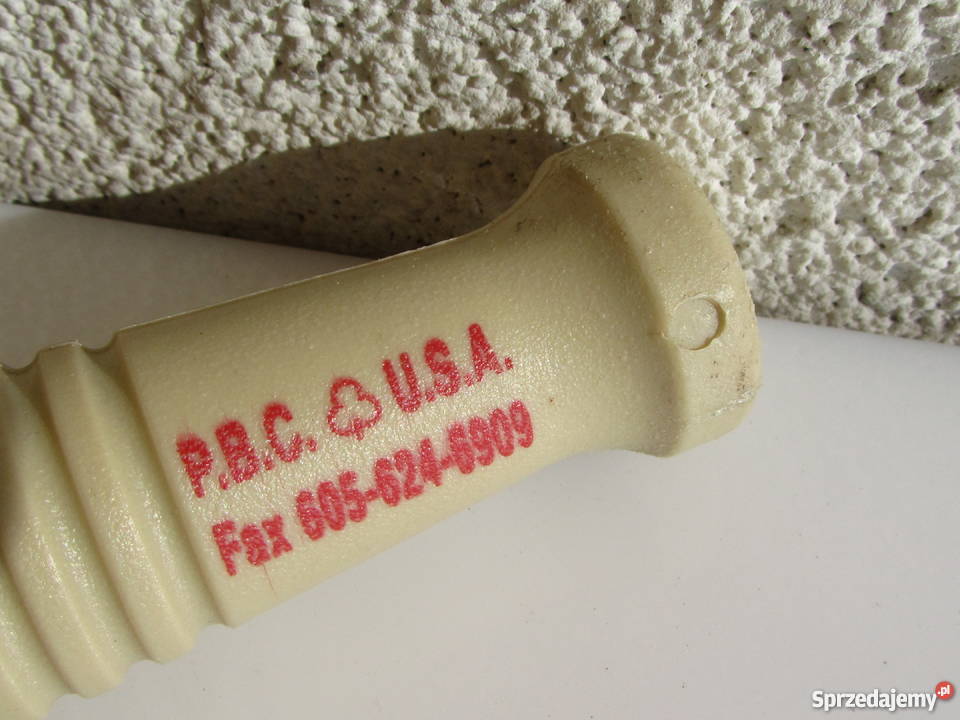 P.B.C. U.S.A.
Fax 605-624-6909
Sprzedajemy.pl